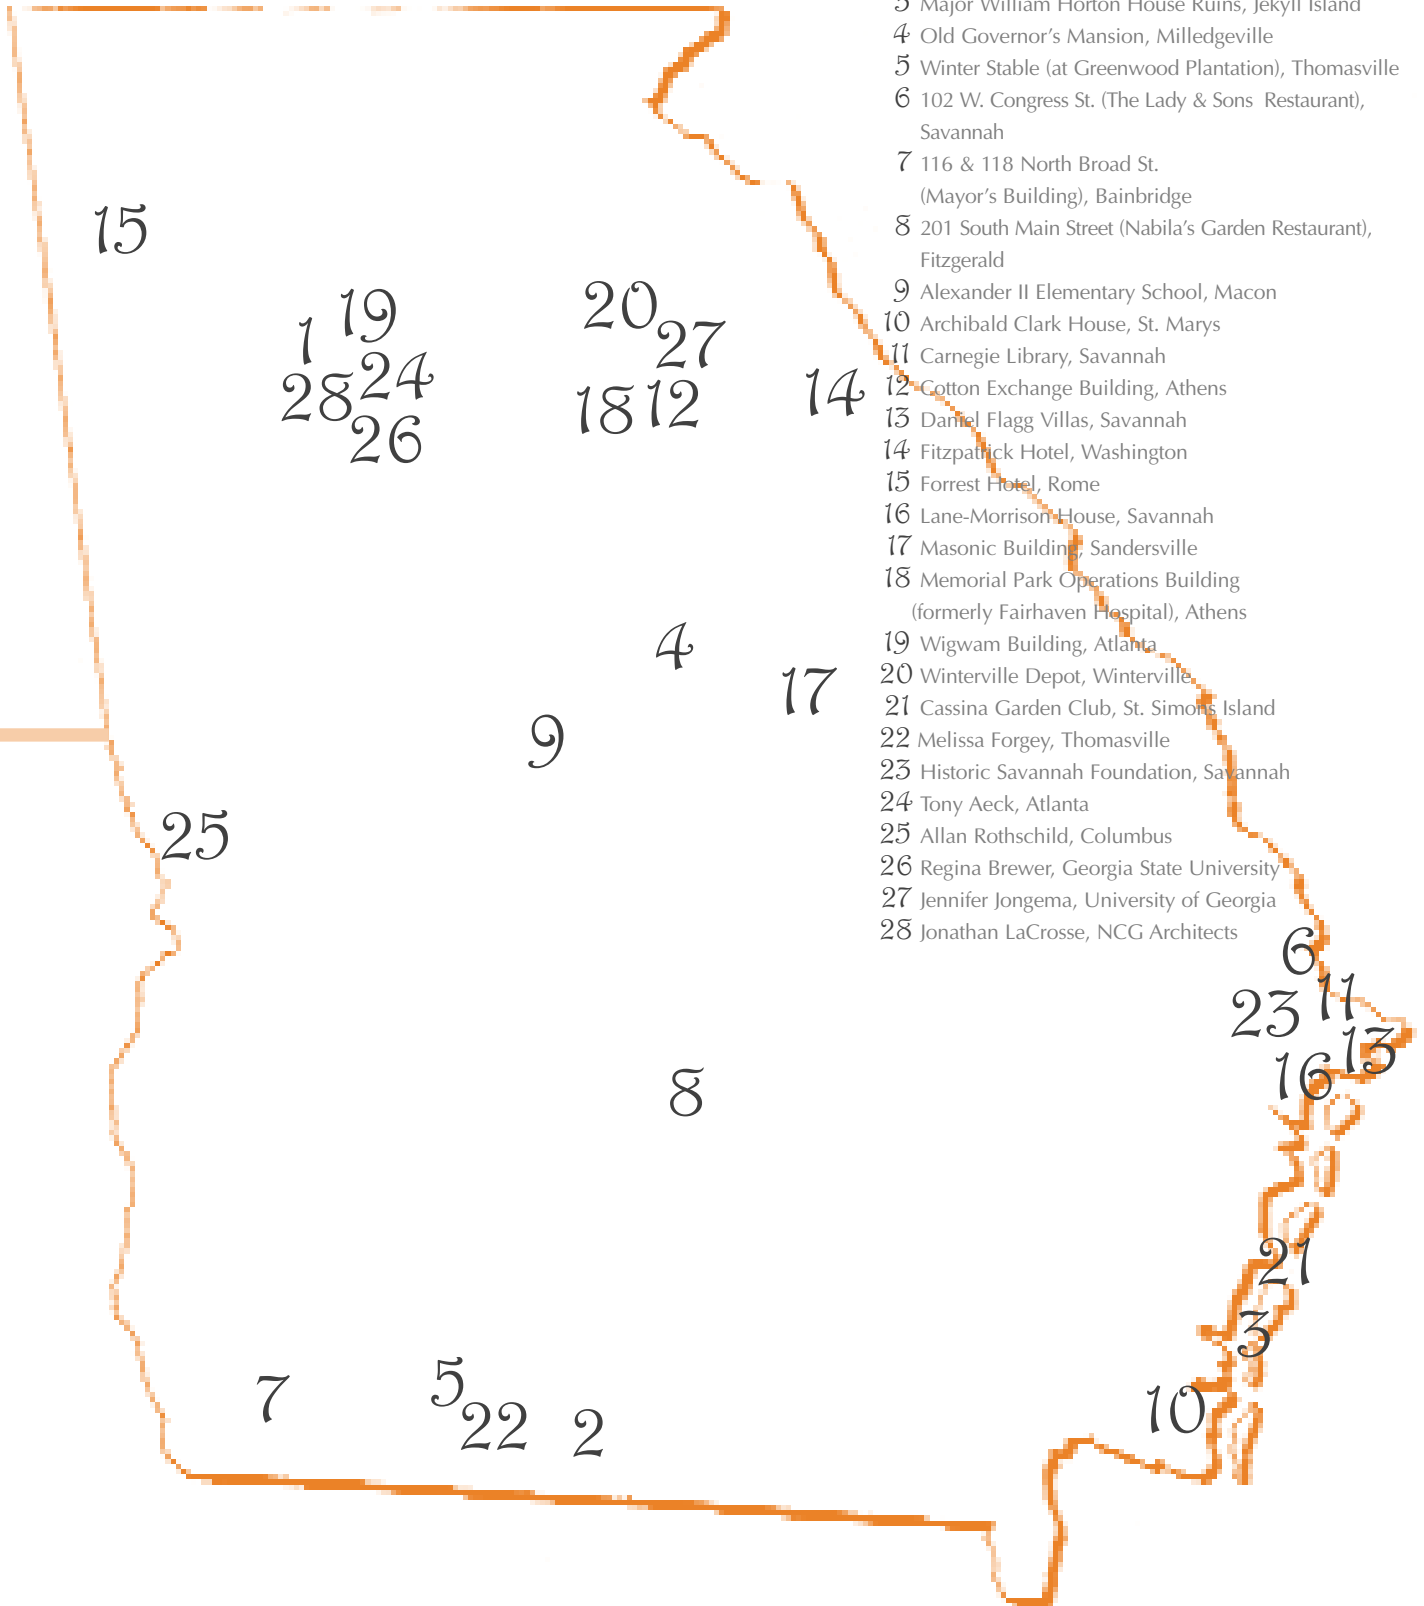 3 Major William Horton House Ruins, Jekyll Island
4 Old Governor's Mansion, Milledgeville
5 Winter Stable (at Greenwood Plantation), Thomasville
6 102 W. Congress St. (The Lady & Sons Restaurant),
Savannah
7 116 & 118 North Broad St.
(Mayor's Building), Bainbridge
8 201 South Main Street (Nabila's Garden Restaurant),
Fitzgerald
9 Alexander II Elementary School, Macon
10 Archibald Clark House, St. Marys
11 Carnegie Library, Savannah
12 Cotton Exchange Building, Athens
13 Daniel Flagg Villas, Savannah
14 Fitzpatrick Hotel, Washington
15 Forrest Hotel, Rome
16 Lane-Morrison House, Savannah
17 Masonic Building, Sandersville
18 Memorial Park Operations Building
(formerly Fairhaven Hospital), Athens
19 Wigwam Building, Atlanta
20 Winterville Depot, Winterville
21 Cassina Garden Club, St. Simons Island
22 Melissa Forgey, Thomasville
23 Historic Savannah Foundation, Savannah
24 Tony Aeck, Atlanta
25 Allan Rothschild, Columbus
26 Regina Brewer, Georgia State University
27 Jennifer Jongema, University of Georgia
28 Jonathan LaCrosse, NCG Architects
15
19
1
28
24
26
20
27
18
12
14
4
17
9
25
6
23
11
13
16
8
21
3
10
7
5
22
2